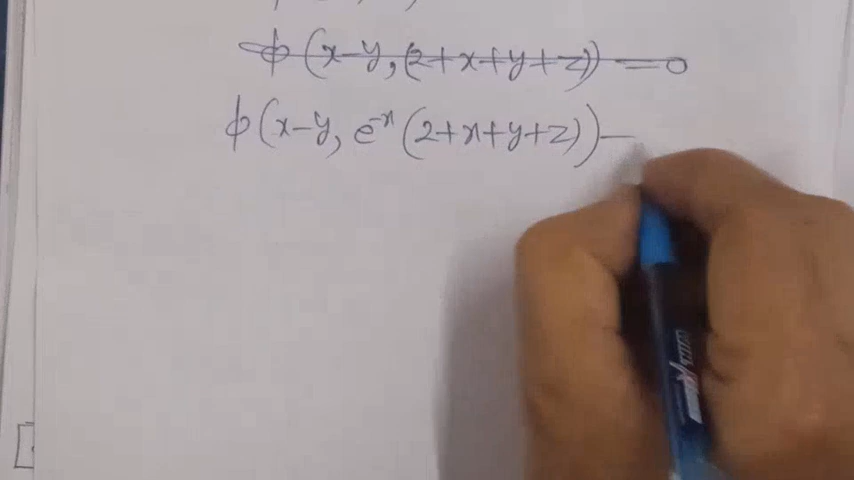 ϕ(x-y, (2+x+y+z)) = 0
ϕ(x-y, e^-x (2+x+y+z)) -